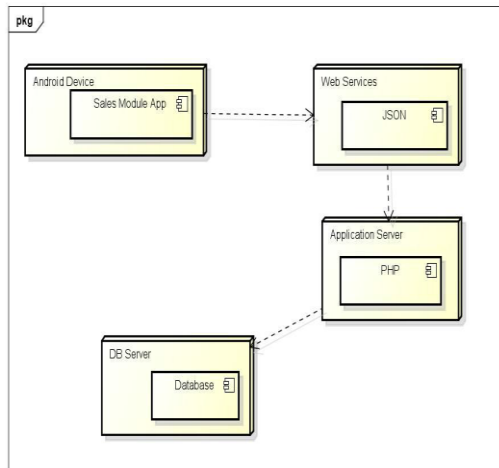 pkg
Android Device
Sales Module App
Web Services
JSON
Application Server
PHP
DB Server
Database